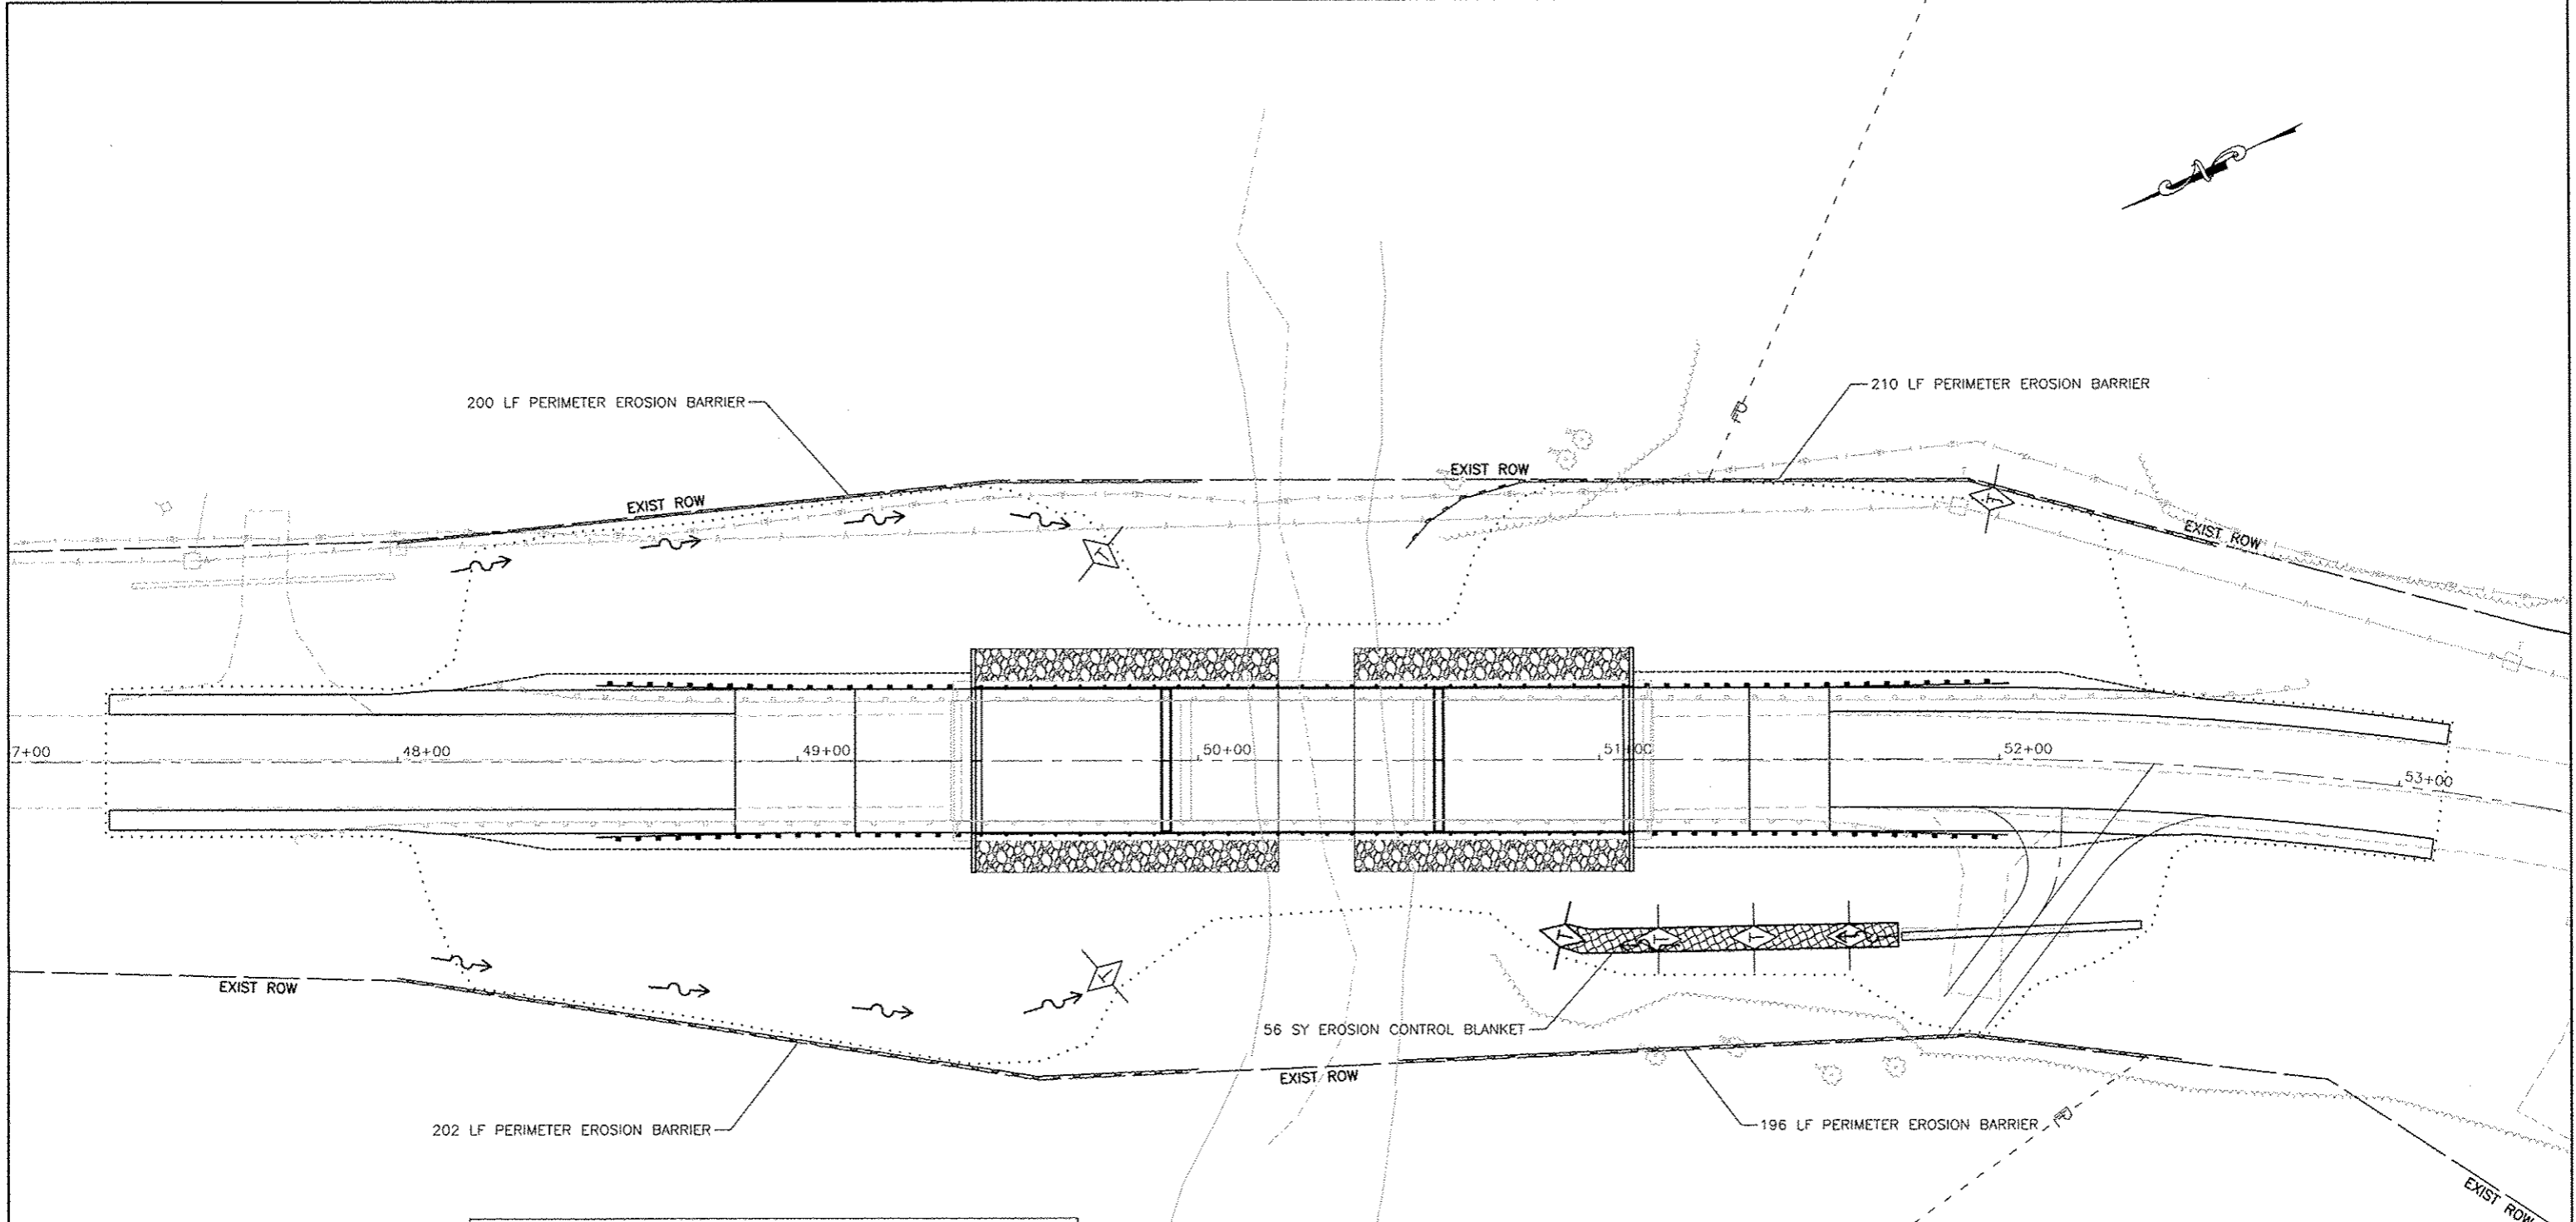 210 LF PERIMETER EROSION BARRIER
200 LF PERIMETER EROSION BARRIER
EXIST ROW
EXIST ROW
EXIST ROW
7+00
48+00
49+00
50+00
51+00
52+00
53+00
EXIST ROW
56 SY EROSION CONTROL BLANKET
EXIST ROW
202 LF PERIMETER EROSION BARRIER
196 LF PERIMETER EROSION BARRIER
EXIST ROW